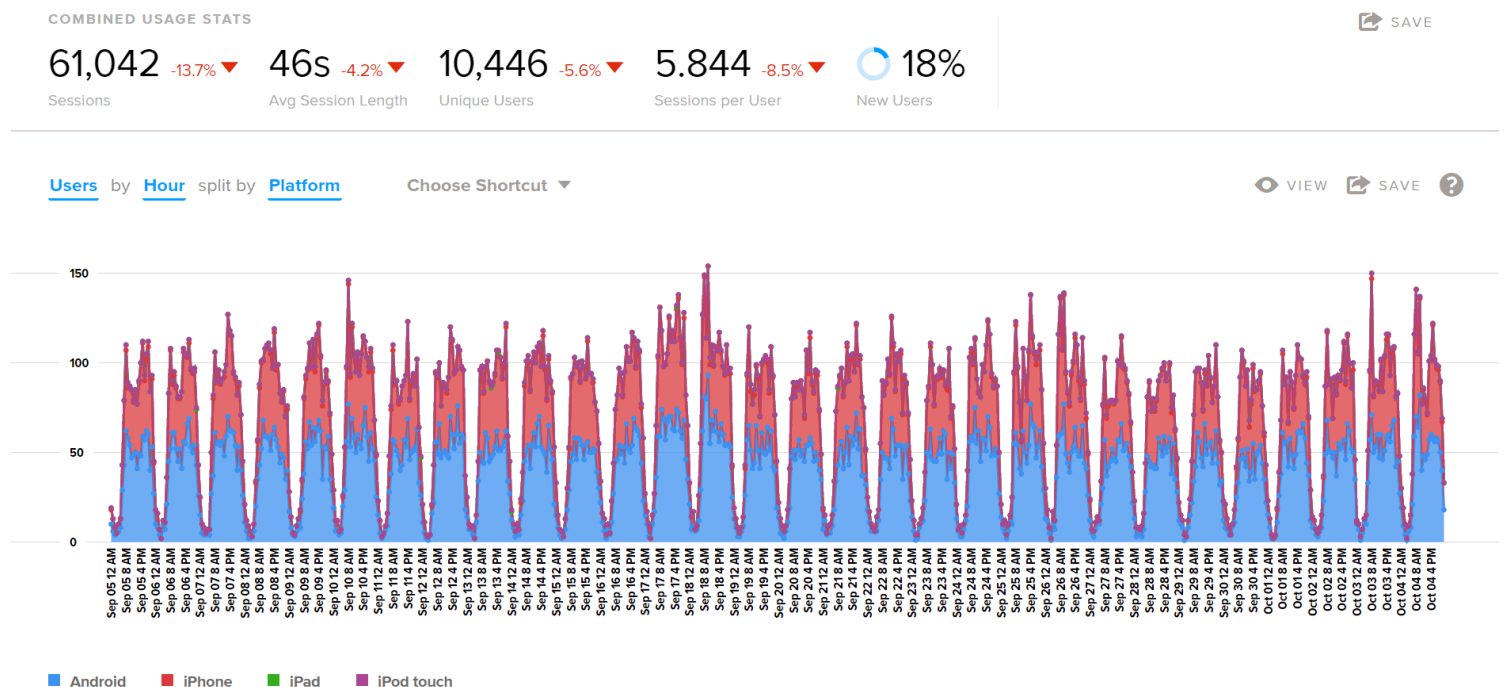 COMBINED USAGE STATS
SAVE
61,042 -13.7% 46s -4.2% 10,446 -5.6% 5.844 -8.5% 18%
Sessions Avg Session Length Unique Users Sessions per User New Users
Users by Hour split by Platform Choose Shortcut VIEW SAVE ?
150
100
50
0
Sep 05 12 AM
Sep 05 8 AM
Sep 05 4 PM
Sep 06 12 AM
Sep 06 8 AM
Sep 06 4 PM
Sep 07 12 AM
Sep 07 8 AM
Sep 07 4 PM
Sep 08 12 AM
Sep 08 8 AM
Sep 08 4 PM
Sep 09 12 AM
Sep 09 8 AM
Sep 09 4 PM
Sep 10 12 AM
Sep 10 8 AM
Sep 10 4 PM
Sep 11 12 AM
Sep 11 8 AM
Sep 11 4 PM
Sep 12 12 AM
Sep 12 8 AM
Sep 12 4 PM
Sep 13 12 AM
Sep 13 8 AM
Sep 13 4 PM
Sep 14 12 AM
Sep 14 8 AM
Sep 14 4 PM
Sep 15 12 AM
Sep 15 8 AM
Sep 15 4 PM
Sep 16 12 AM
Sep 16 8 AM
Sep 16 4 PM
Sep 17 12 AM
Sep 17 8 AM
Sep 17 4 PM
Sep 18 12 AM
Sep 18 8 AM
Sep 18 4 PM
Sep 19 12 AM
Sep 19 8 AM
Sep 19 4 PM
Sep 20 12 AM
Sep 20 8 AM
Sep 20 4 PM
Sep 21 12 AM
Sep 21 8 AM
Sep 21 4 PM
Sep 22 12 AM
Sep 22 8 AM
Sep 22 4 PM
Sep 23 12 AM
Sep 23 8 AM
Sep 23 4 PM
Sep 24 12 AM
Sep 24 8 AM
Sep 24 4 PM
Sep 25 12 AM
Sep 25 8 AM
Sep 25 4 PM
Sep 26 12 AM
Sep 26 8 AM
Sep 26 4 PM
Sep 27 12 AM
Sep 27 8 AM
Sep 27 4 PM
Sep 28 12 AM
Sep 28 8 AM
Sep 28 4 PM
Sep 29 12 AM
Sep 29 8 AM
Sep 29 4 PM
Sep 30 12 AM
Sep 30 8 AM
Sep 30 4 PM
Oct 01 12 AM
Oct 01 8 AM
Oct 01 4 PM
Oct 02 12 AM
Oct 02 8 AM
Oct 02 4 PM
Oct 03 12 AM
Oct 03 8 AM
Oct 03 4 PM
Oct 04 12 AM
Oct 04 8 AM
Oct 04 4 PM
Android iPhone iPad iPod touch